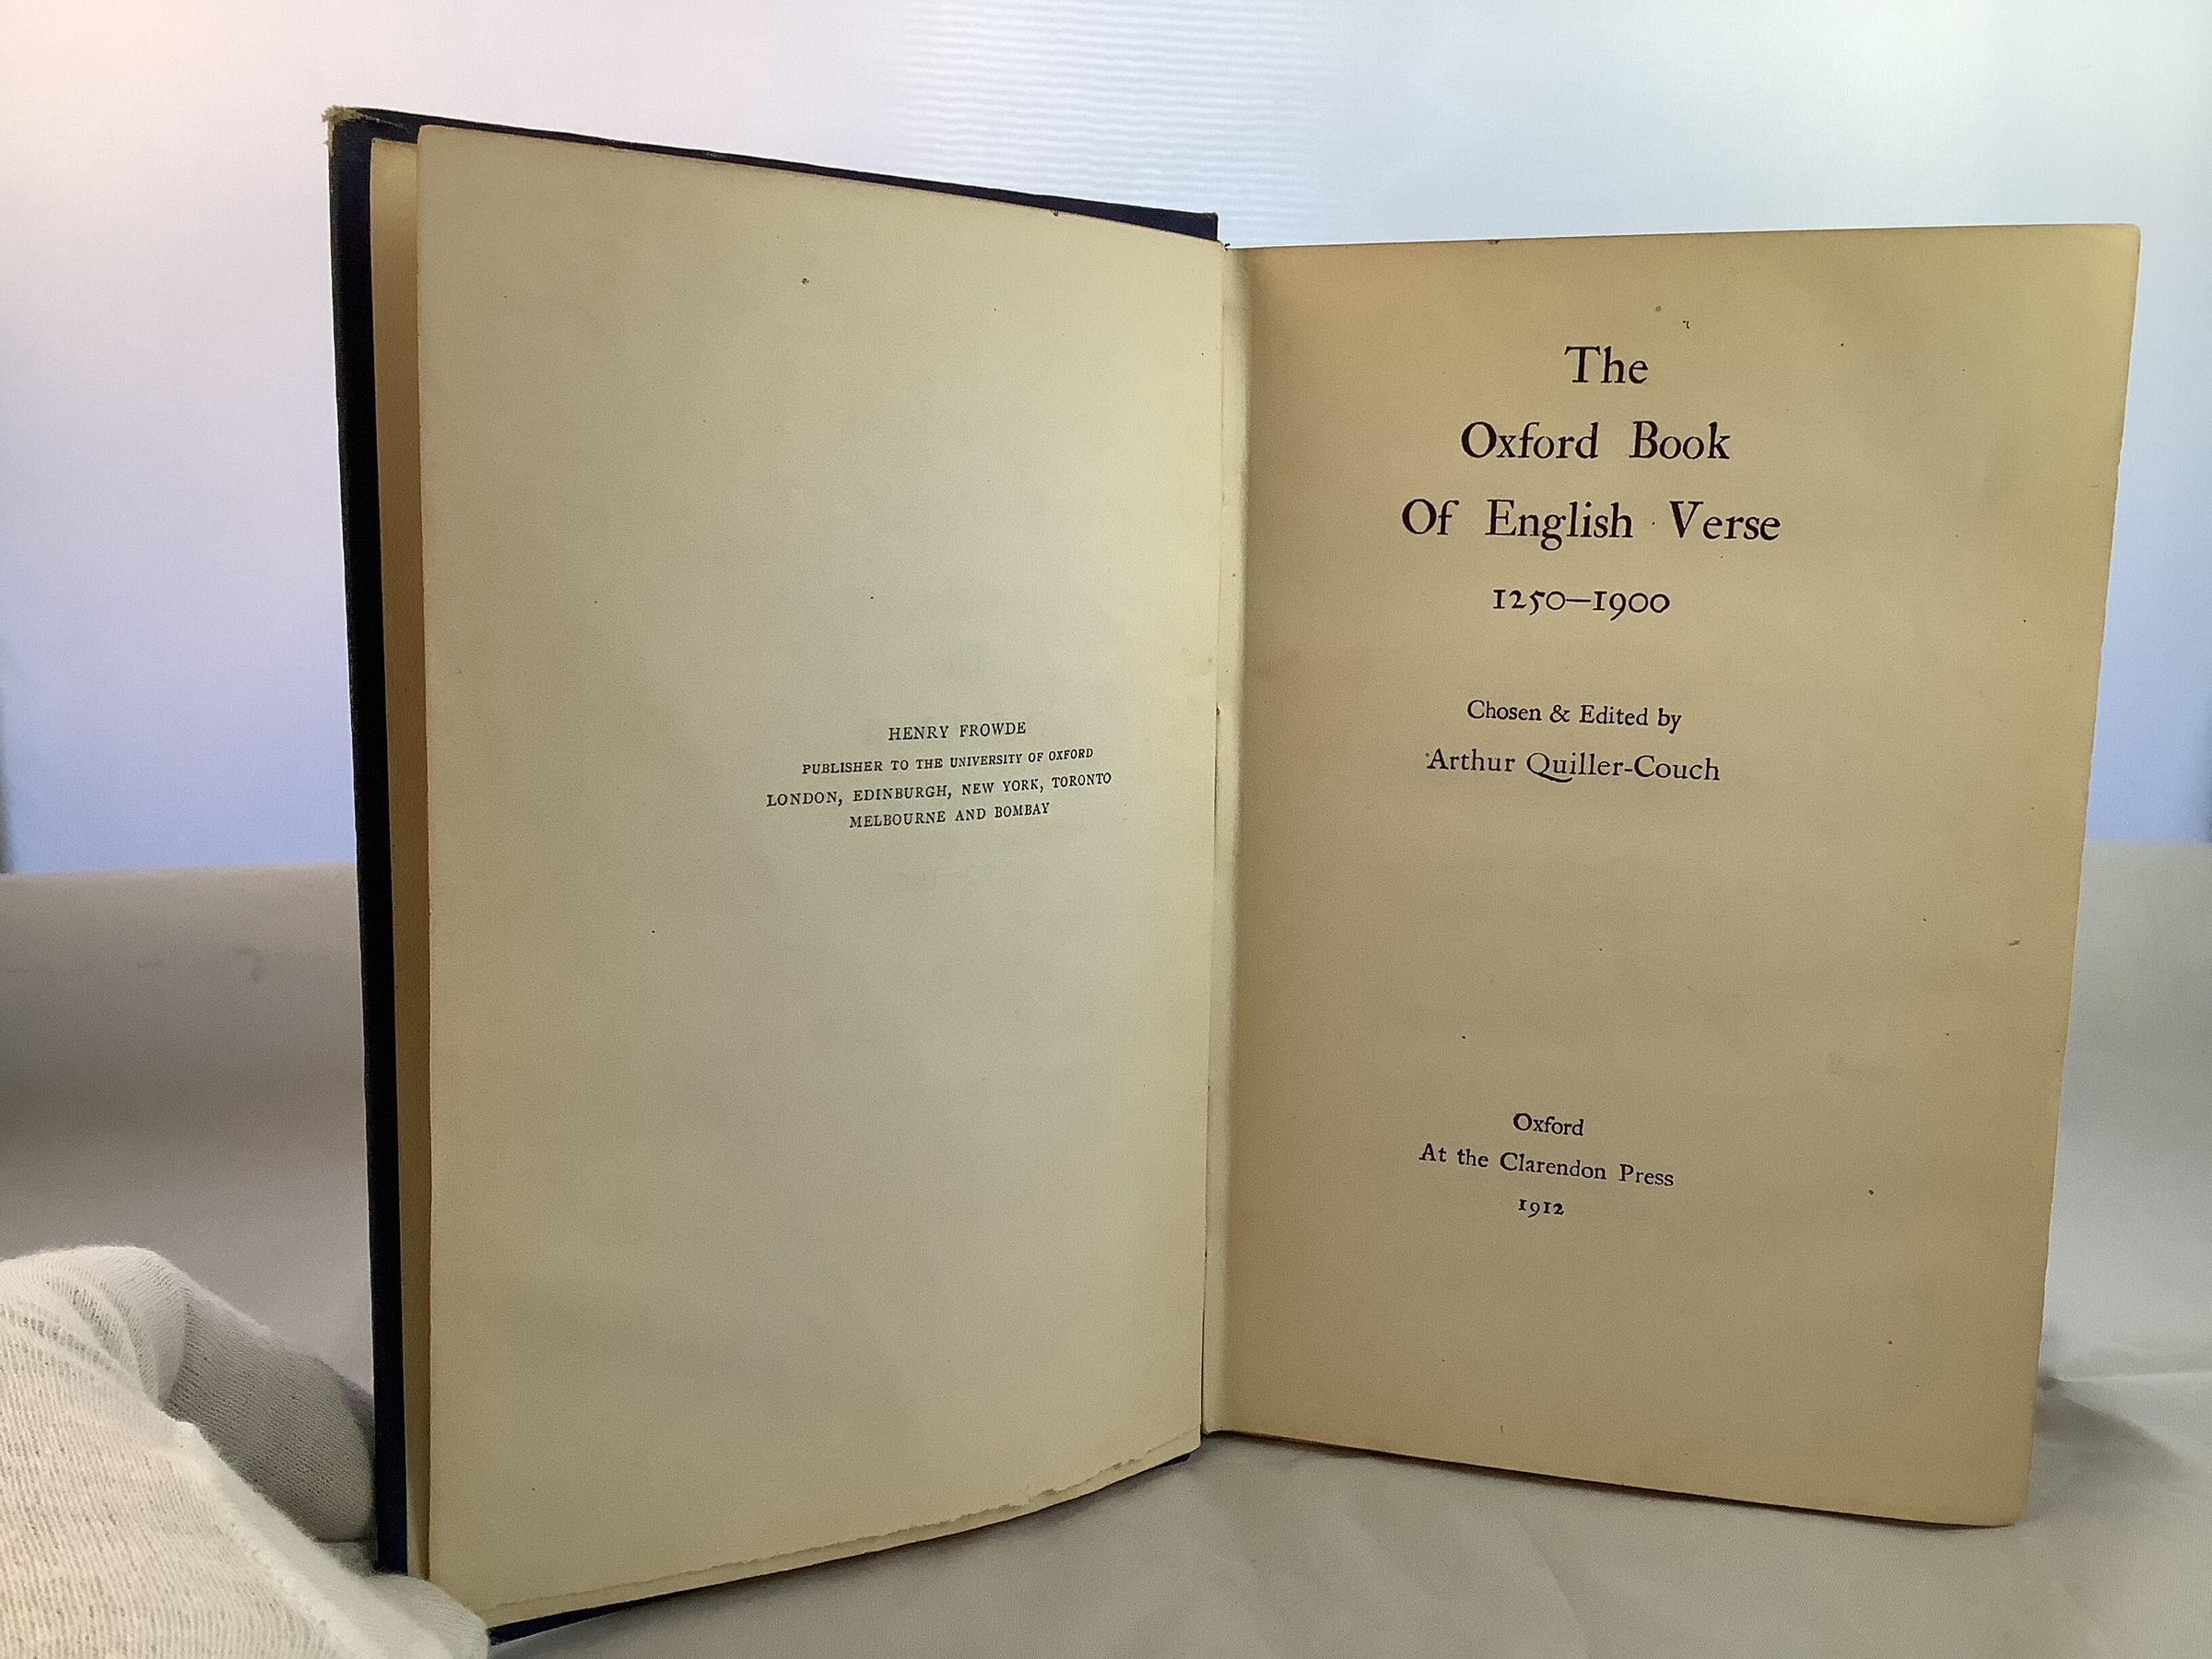 HENRY FROWDE
PUBLISHER TO THE UNIVERSITY OF OXFORD
LONDON, EDINBURGH, NEW YORK, TORONTO
MELBOURNE AND BOMBAY
The
Oxford Book
Of English Verse
1250—1900
Chosen & Edited by
Arthur Quiller-Couch
Oxford
At the Clarendon Press
1912